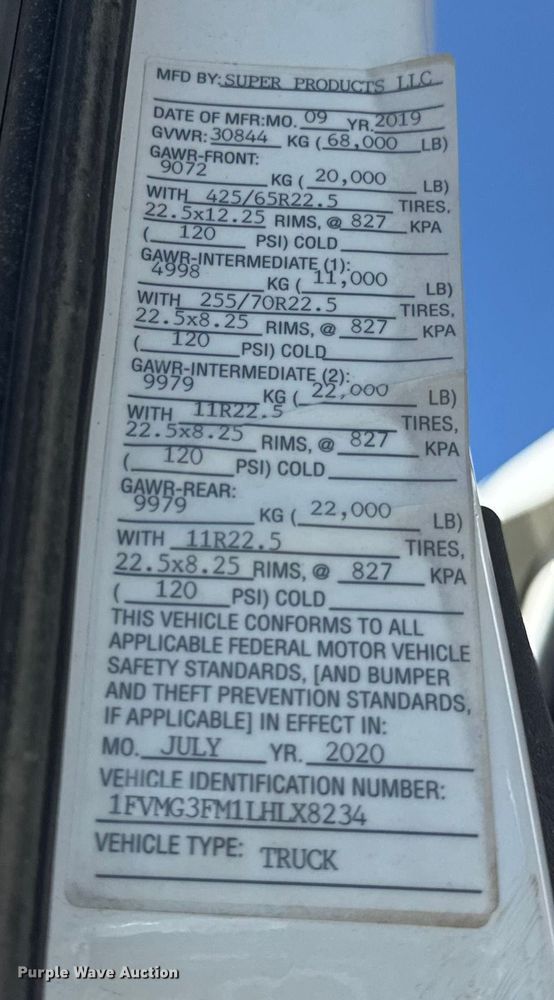 MFD BY: SUPER PRODUCTS LLC
DATE OF MFR:MO. 09 YR. 2019
GVWR: 30844 KG ( 68,000 LB)
GAWR-FRONT:
9072 KG ( 20,000 LB)
WITH 425/65R22.5 TIRES,
22.5x12.25 RIMS, @ 827 KPA
( 120 PSI) COLD
GAWR-INTERMEDIATE (1):
4998 KG ( 11,000 LB)
WITH 255/70R22.5 TIRES,
22.5x8.25 RIMS, @ 827 KPA
( 120 PSI) COLD
GAWR-INTERMEDIATE (2):
9979 KG ( 22,000 LB)
WITH 11R22.5 TIRES,
22.5x8.25 RIMS, @ 827 KPA
( 120 PSI) COLD
GAWR-REAR:
9979 KG ( 22,000 LB)
WITH 11R22.5 TIRES,
22.5x8.25 RIMS, @ 827 KPA
( 120 PSI) COLD
THIS VEHICLE CONFORMS TO ALL
APPLICABLE FEDERAL MOTOR VEHICLE
SAFETY STANDARDS, [AND BUMPER
AND THEFT PREVENTION STANDARDS,
IF APPLICABLE] IN EFFECT IN:
MO. JULY YR. 2020
VEHICLE IDENTIFICATION NUMBER:
1FVMG3FM1LHLX8234
VEHICLE TYPE: TRUCK
Purple Wave Auction